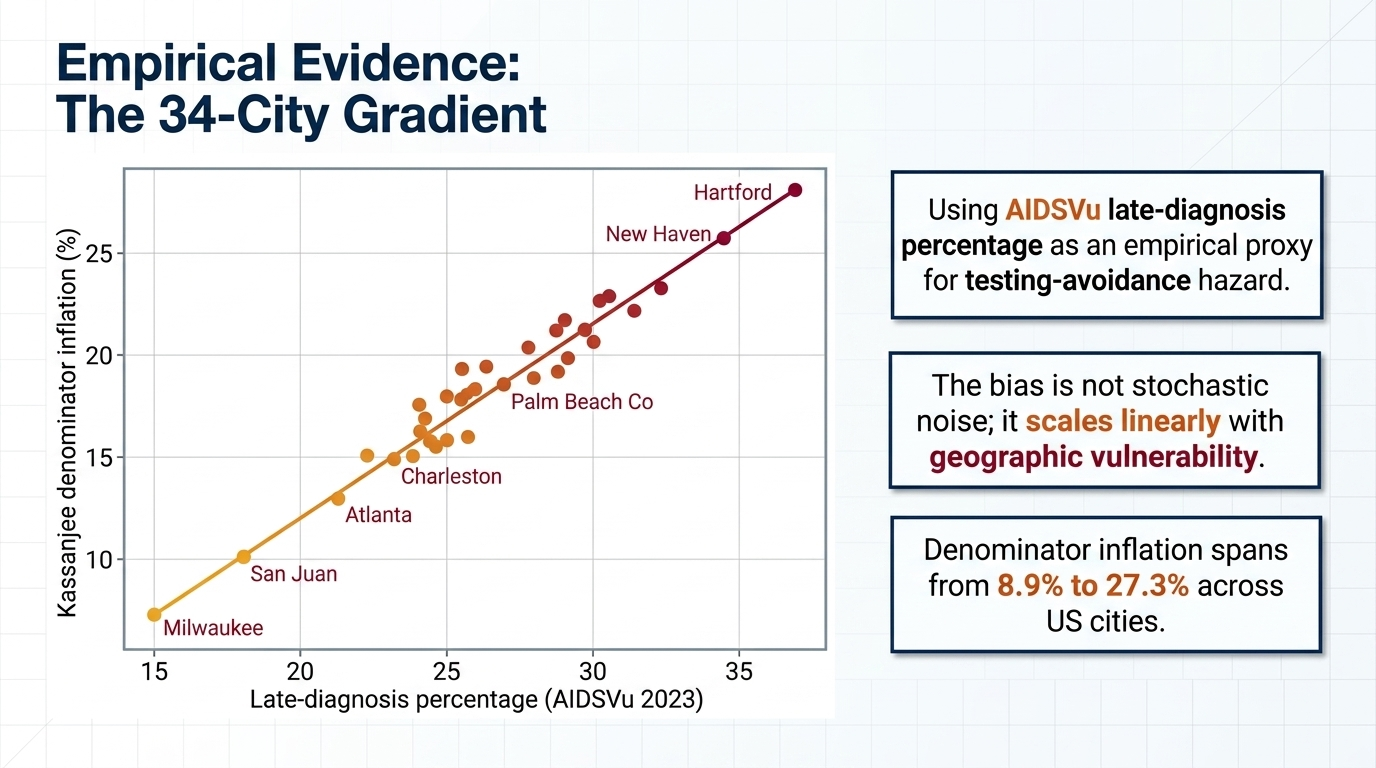 Empirical Evidence:
The 34-City Gradient
Kassanjee denominator inflation (%)
25
20
15
10
Hartford
New Haven
Palm Beach Co
Charleston
Atlanta
San Juan
Milwaukee
15
20
25
30
35
Late-diagnosis percentage (AIDSVu 2023)
Using AIDSVu late-diagnosis
percentage as an empirical proxy
for testing-avoidance hazard.
The bias is not stochastic
noise; it scales linearly with
geographic vulnerability.
Denominator inflation spans
from 8.9% to 27.3% across
US cities.